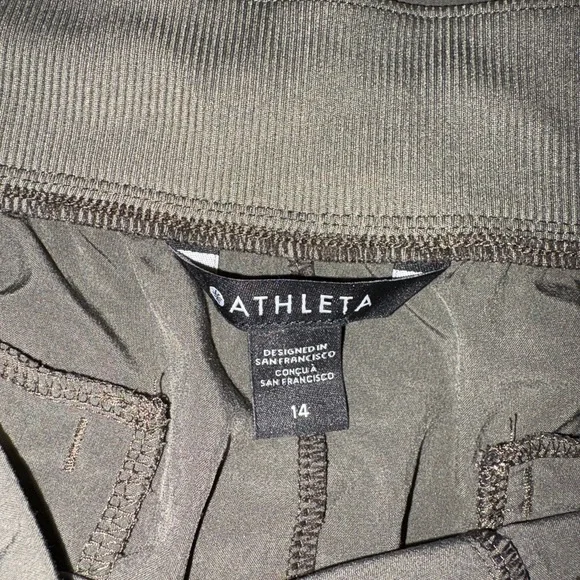 ATHLETA
DESIGNED IN
SAN FRANCISCO
CONÇU À
SAN FRANCISCO
14